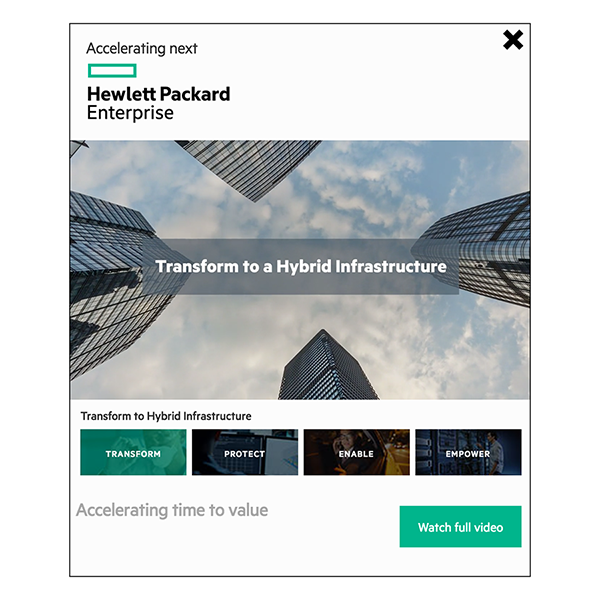 Accelerating next
Hewlett Packard
Enterprise
Transform to a Hybrid Infrastructure
Transform to Hybrid Infrastructure
TRANSFORM
PROTECT
ENABLE
EMPOWER
Accelerating time to value
Watch full video